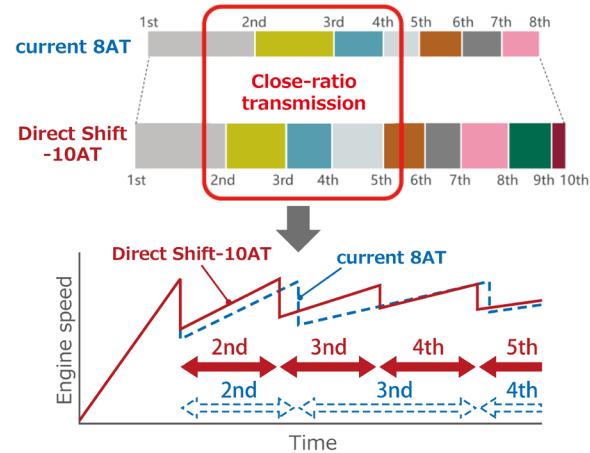 1st 2nd 3rd 4th 5th 6th 7th 8th
current 8AT
Close-ratio
transmission
Direct Shift
-10AT
1st 2nd 3rd 4th 5th 6th 7th 8th 9th 10th
Direct Shift-10AT
current 8AT
Engine speed
2nd 3rd 4th 5th
2nd 3rd 4th
Time